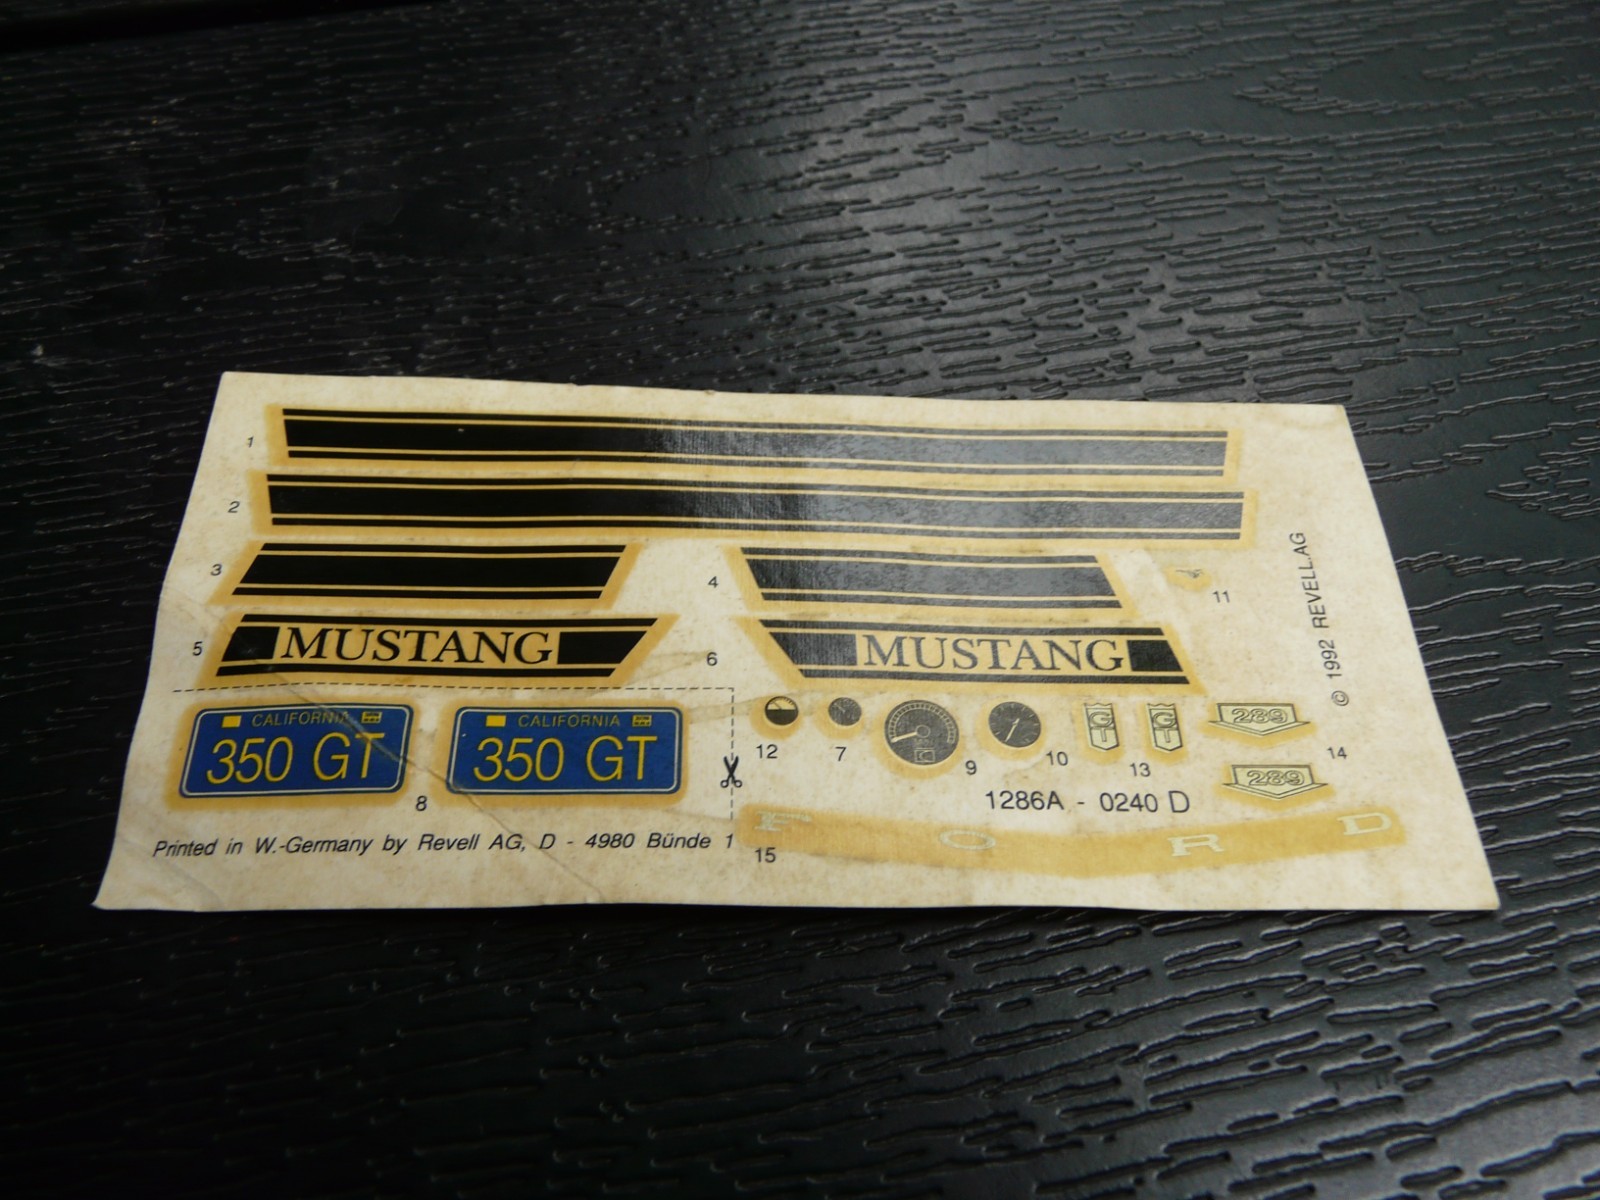 1
2
3
4
11
5
MUSTANG
6
MUSTANG
© 1992 REVELL.AG
CALIFORNIA
350 GT
CALIFORNIA
350 GT
8
12
7
9
10
GT
GT
13
289
289
14
1286A - 0240 D
Printed in W.-Germany by Revell AG, D - 4980 Bünde 1
15
F O R D